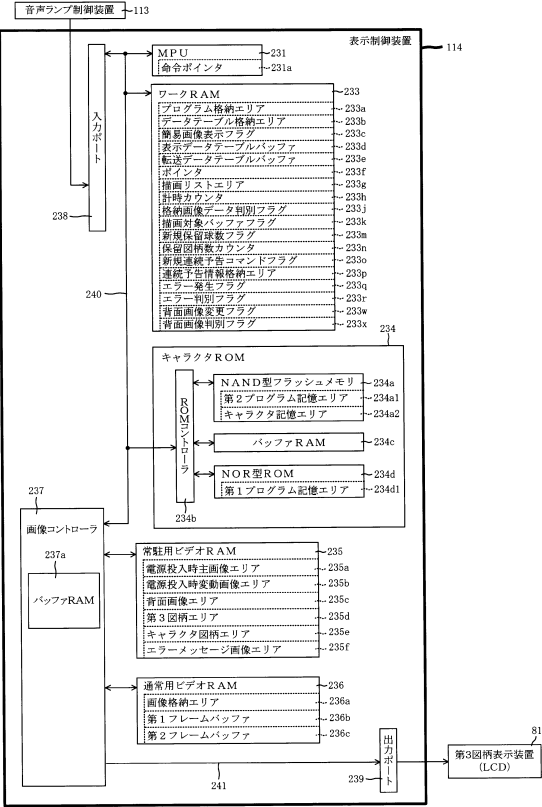 音声ランプ制御装置 113
表示制御装置
114
MPU 231
命令ポインタ 231a
入力ポート
238
ワークRAM 233
プログラム格納エリア 233a
データテーブル格納エリア 233b
簡易画像表示フラグ 233c
表示データテーブルバッファ 233d
転送データテーブルバッファ 233e
ポインタ 233f
描画リストエリア 233g
計時カウンタ 233h
格納画像データ判別フラグ 233j
描画対象バッファフラグ 233k
新規保留球数フラグ 233m
保留図柄数カウンタ 233n
新規連続予告コマンドフラグ 233o
連続予告情報格納エリア 233p
エラー発生フラグ 233q
エラー判別フラグ 233r
背面画像変更フラグ 233w
背面画像判別フラグ 233x
240
234
キャラクタROM
ROMコントローラ
234b
NAND型フラッシュメモリ 234a
第2プログラム記憶エリア 234a1
キャラクタ記憶エリア 234a2
バッファRAM 234c
NOR型ROM 234d
第1プログラム記憶エリア 234d1
237
画像コントローラ
237a
バッファRAM
常駐用ビデオRAM 235
電源投入時主画像エリア 235a
電源投入時変動画像エリア 235b
背面画像エリア 235c
第3図柄エリア 235d
キャラクタ図柄エリア 235e
エラーメッセージ画像エリア 235f
通常用ビデオRAM 236
画像格納エリア 236a
第1フレームバッファ 236b
第2フレームバッファ 236c
241
出力ポート
239
81
第3図柄表示装置
(LCD)